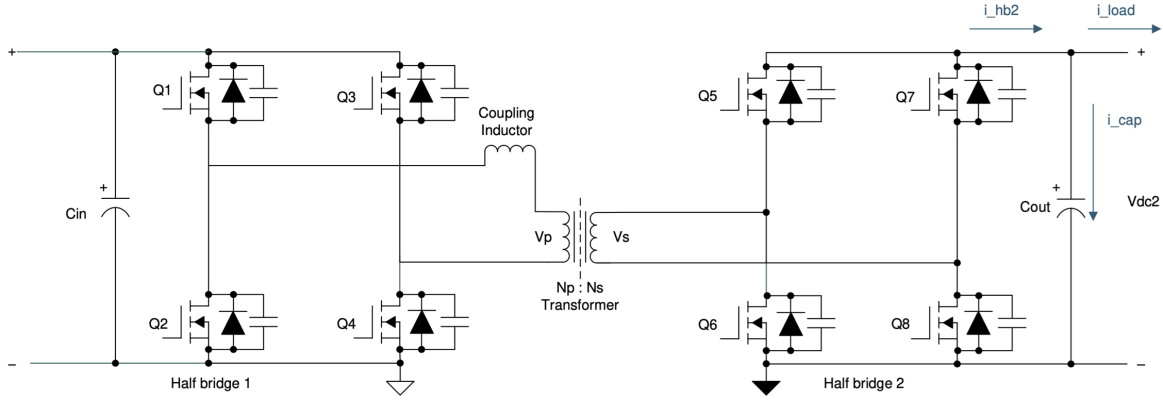 i_hb2
i_load
+
+
Q1
Q3
Q5
Q7
Coupling
Inductor
i_cap
+
Cin
+
Cout
Vdc2
Vp
Vs
Np : Ns
Transformer
Q2
Q4
Q6
Q8
–
–
Half bridge 1
Half bridge 2